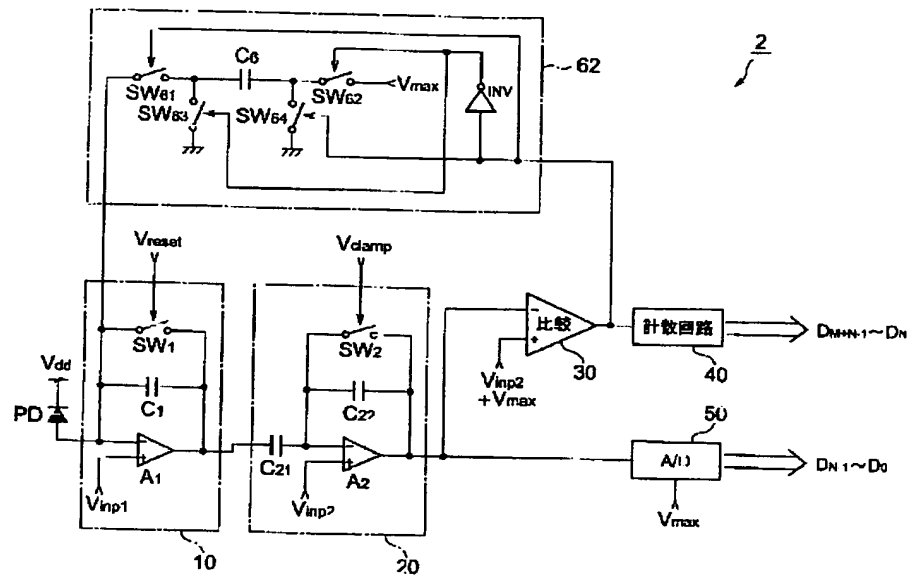 2
62
C6
SW61
SW62
Vmax
INV
SW63
SW64
Vreset
Vclamp
SW1
SW2
Vdd
PD
C1
C22
A1
C21
A2
Vinp1
Vinp2
10
20
比較
30
Vinp2
+Vmax
計数回路
40
DM+N-1~DN
50
A/D
DN-1~D0
Vmax